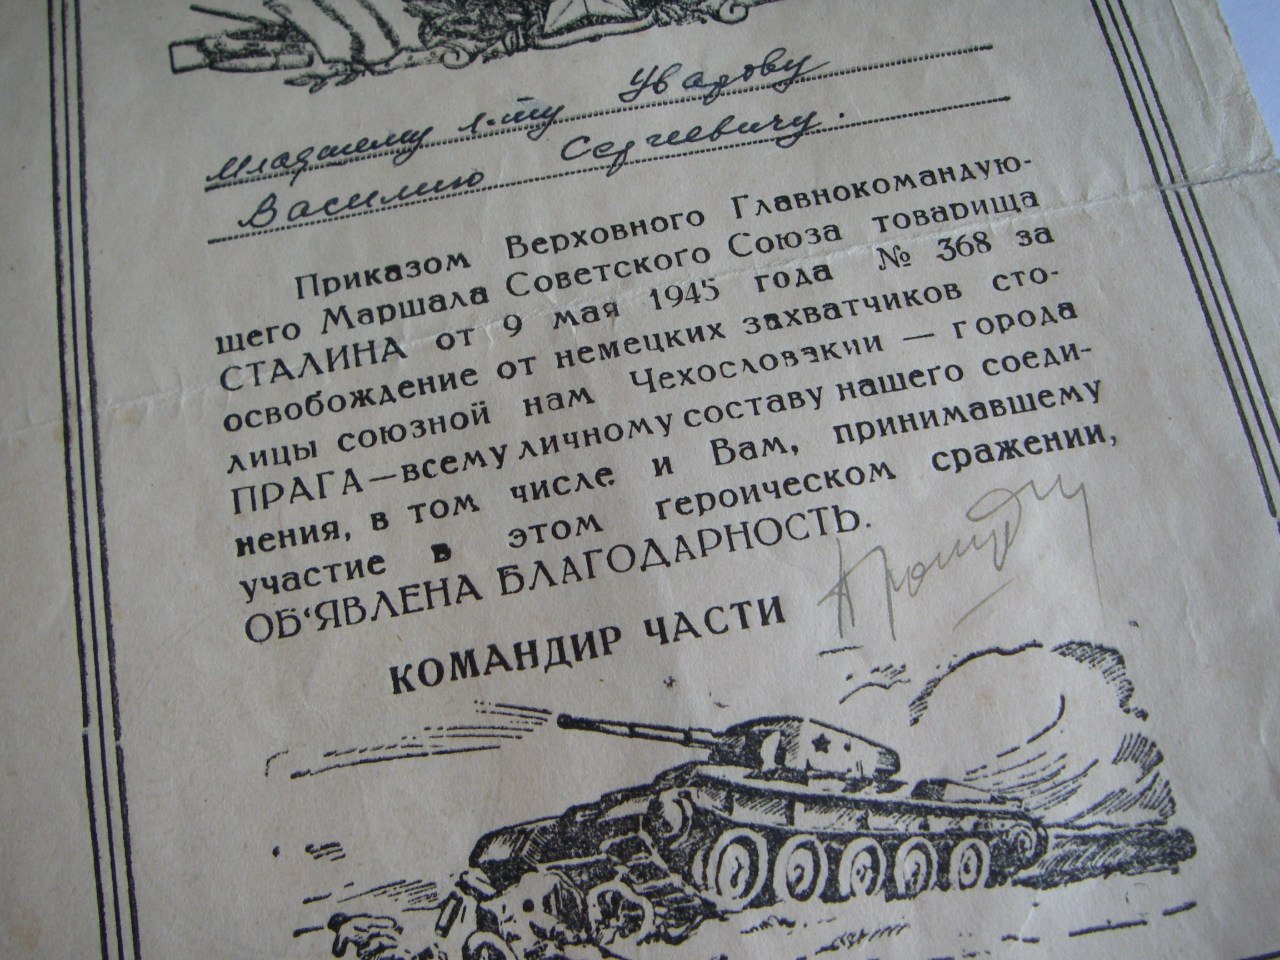 Младшему л-ту Уварову
Василию Сергеевичу.
Приказом Верховного Главнокомандую-
щего Маршала Советского Союза товарища
СТАЛИНА от 9 мая 1945 года № 368 за
освобождение от немецких захватчиков сто-
лицы союзной нам Чехословакии — города
ПРАГА—всему личному составу нашего соеди-
нения, в том числе и Вам, принимавшему
участие в этом героическом сражении,
ОБ'ЯВЛЕНА БЛАГОДАРНОСТЬ.
КОМАНДИР ЧАСТИ